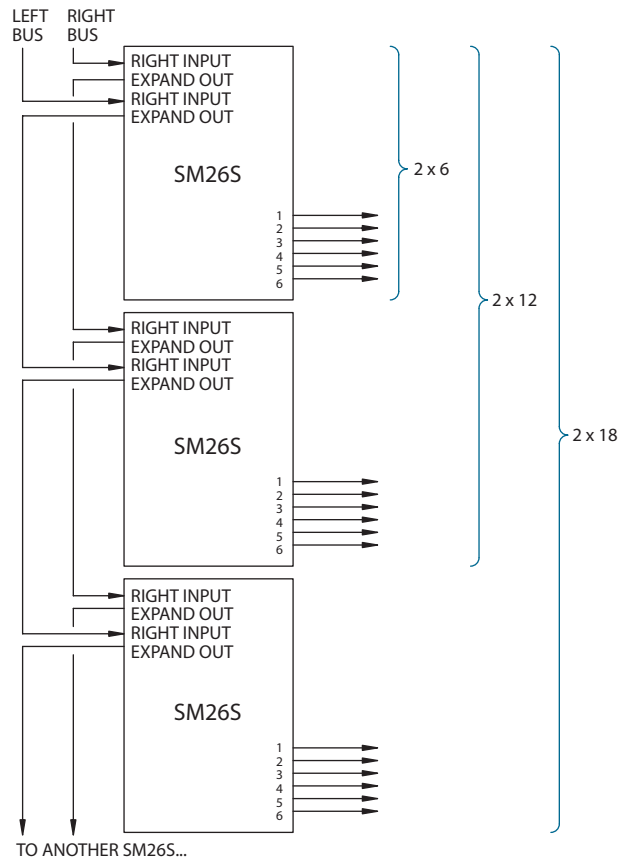 LEFT BUS
RIGHT BUS
RIGHT INPUT
EXPAND OUT
RIGHT INPUT
EXPAND OUT
SM26S
1
2
3
4
5
6
2 x 6
RIGHT INPUT
EXPAND OUT
RIGHT INPUT
EXPAND OUT
SM26S
1
2
3
4
5
6
2 x 12
RIGHT INPUT
EXPAND OUT
RIGHT INPUT
EXPAND OUT
SM26S
1
2
3
4
5
6
2 x 18
TO ANOTHER SM26S...